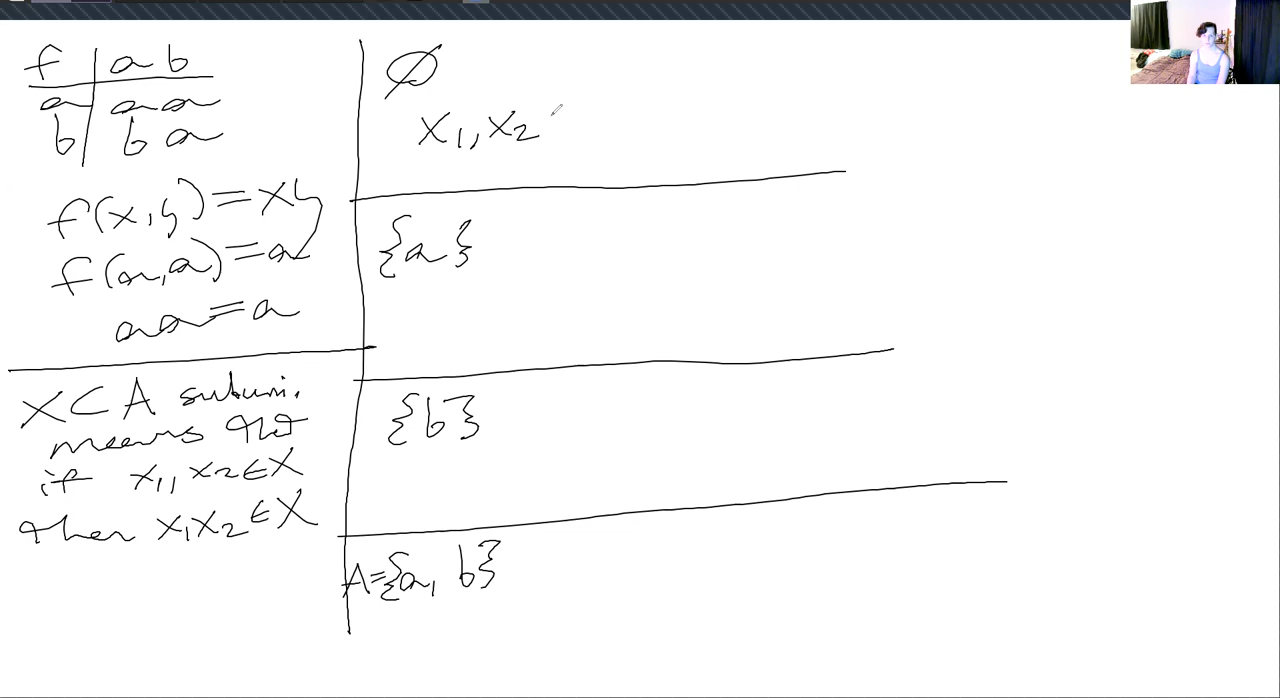 f | a b
a | a a
b | b a
f(x,y)=xy
f(a,a)=a
aa=a
X⊂A subuni.
means that
if x₁, x₂∈X
then x₁x₂∈X
∅
x₁, x₂
{a}
{b}
A={a, b}